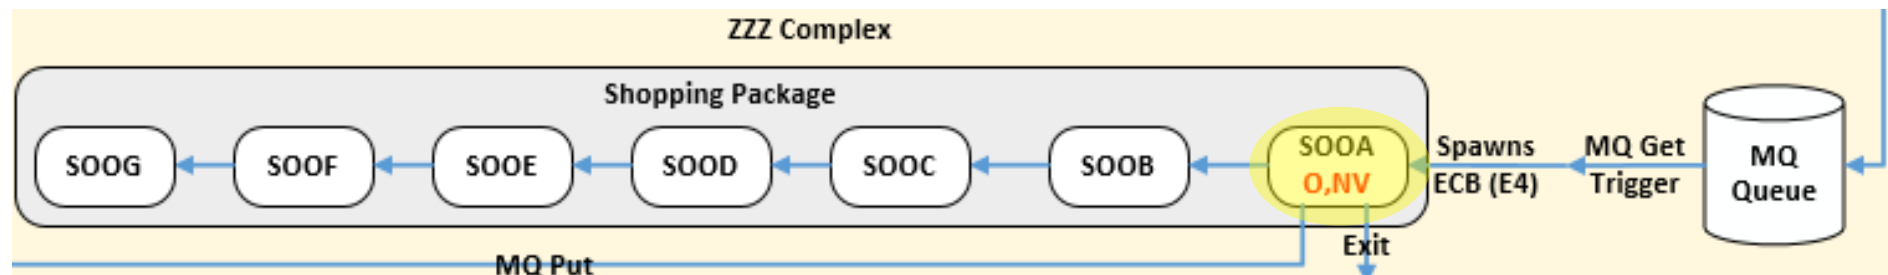 ZZZ Complex
Shopping Package
SOOG
SOOF
SOOE
SOOD
SOOC
SOOB
SOOA
O,NV
Spawns
ECB (E4)
MQ Get
Trigger
MQ
Queue
Exit
MQ Put